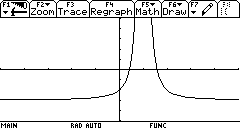 F1 F2 Zoom F3 Trace F4 Regraph F5 Math F6 Draw F7
MAIN RAD AUTO FUNC